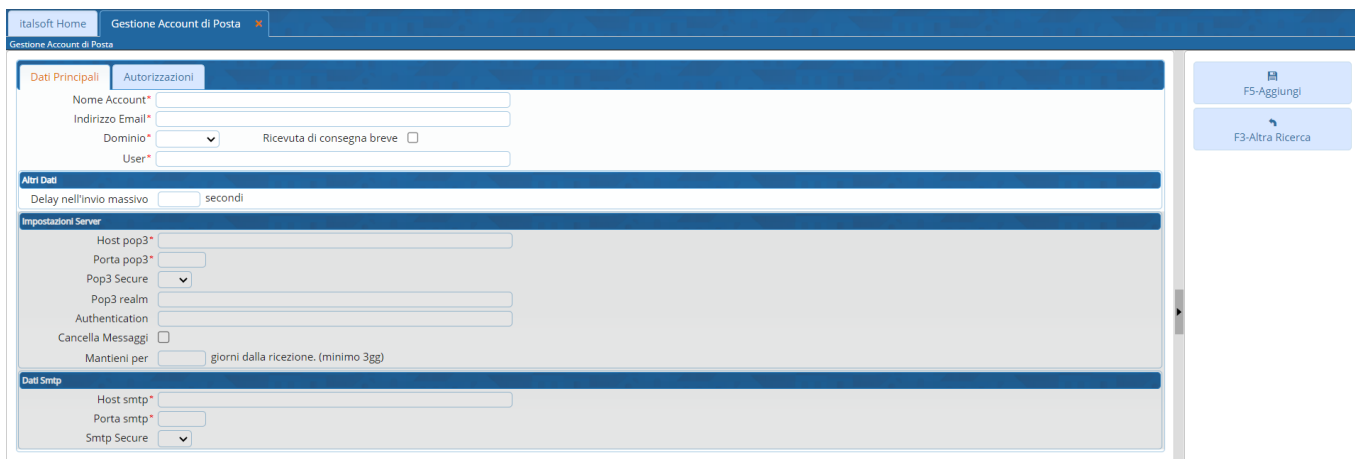 italsoft Home Gestione Account di Posta ×
Gestione Account di Posta
Dati Principali Autorizzazioni
Nome Account*
Indirizzo Email*
Dominio* Ricevuta di consegna breve
User*
Altri Dati
Delay nell'invio massivo secondi
Impostazioni Server
Host pop3*
Porta pop3*
Pop3 Secure
Pop3 realm
Authentication
Cancella Messaggi
Mantieni per giorni dalla ricezione. (minimo 3gg)
Dati Smtp
Host smtp*
Porta smtp*
Smtp Secure
F5-Aggiungi
F3-Altra Ricerca